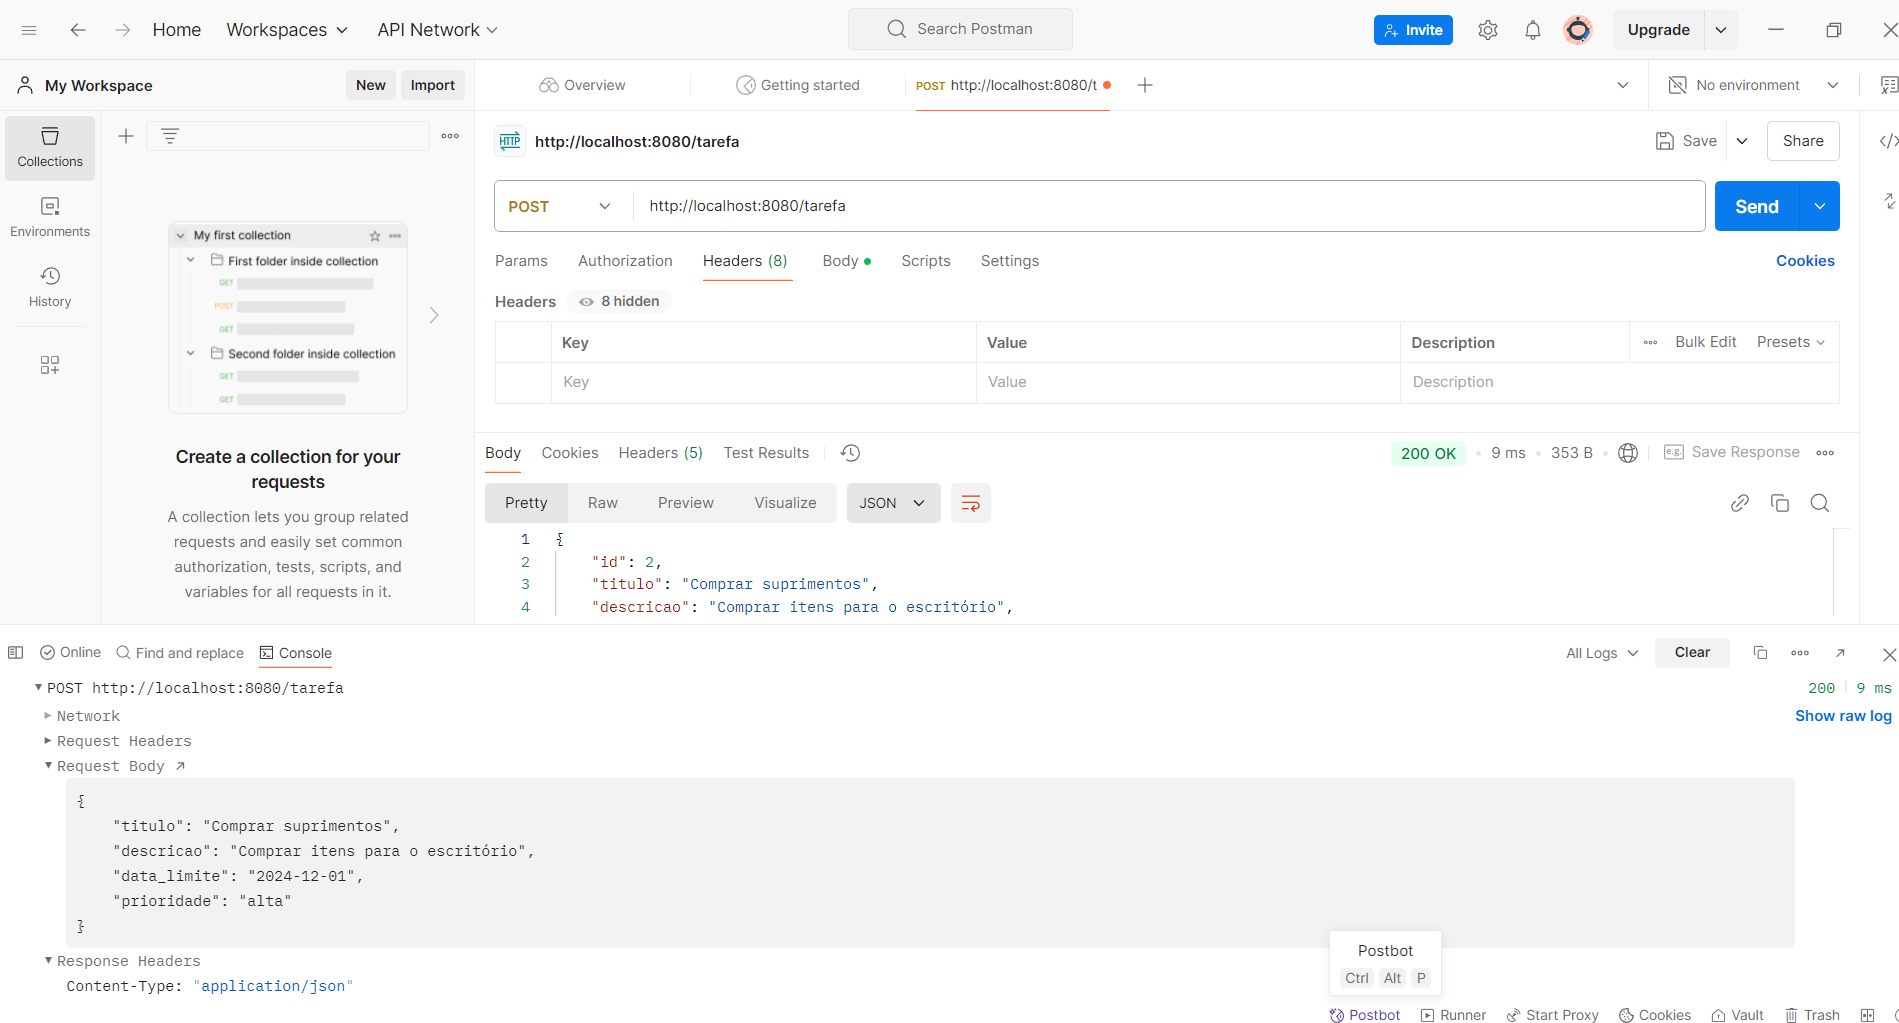 Home Workspaces API Network Search Postman Invite Upgrade
My Workspace New Import Overview Getting started POST http://localhost:8080/t No environment
Collections
Environments
History
My first collection
First folder inside collection
GET
POST
GET
Second folder inside collection
GET
GET
Create a collection for your
requests
A collection lets you group related
requests and easily set common
authorization, tests, scripts, and
variables for all requests in it.
HTTP http://localhost:8080/tarefa Save Share
POST http://localhost:8080/tarefa Send
Params Authorization Headers (8) Body Scripts Settings Cookies
Headers 8 hidden
Key Value Description Bulk Edit Presets
Key Value Description
Body Cookies Headers (5) Test Results 200 OK 9 ms 353 B e.g. Save Response
Pretty Raw Preview Visualize JSON
1 {
2 "id": 2,
3 "titulo": "Comprar suprimentos",
4 "descricao": "Comprar itens para o escritório",
Online Find and replace Console All Logs Clear
POST http://localhost:8080/tarefa 200 9 ms
Network Show raw log
Request Headers
Request Body
{
"titulo": "Comprar suprimentos",
"descricao": "Comprar itens para o escritório",
"data_limite": "2024-12-01",
"prioridade": "alta"
}
Response Headers
Content-Type: "application/json"
Postbot
Ctrl Alt P
Postbot Runner Start Proxy Cookies Vault Trash